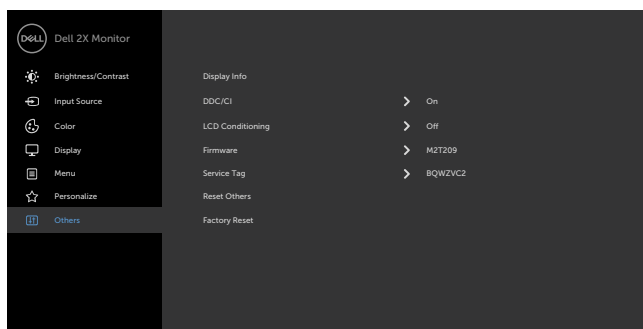 DELL
Dell 2X Monitor
Brightness/Contrast
Input Source
Color
Display
Menu
Personalize
Others
Display Info
DDC/CI On
LCD Conditioning Off
Firmware M2T209
Service Tag BQWZVC2
Reset Others
Factory Reset